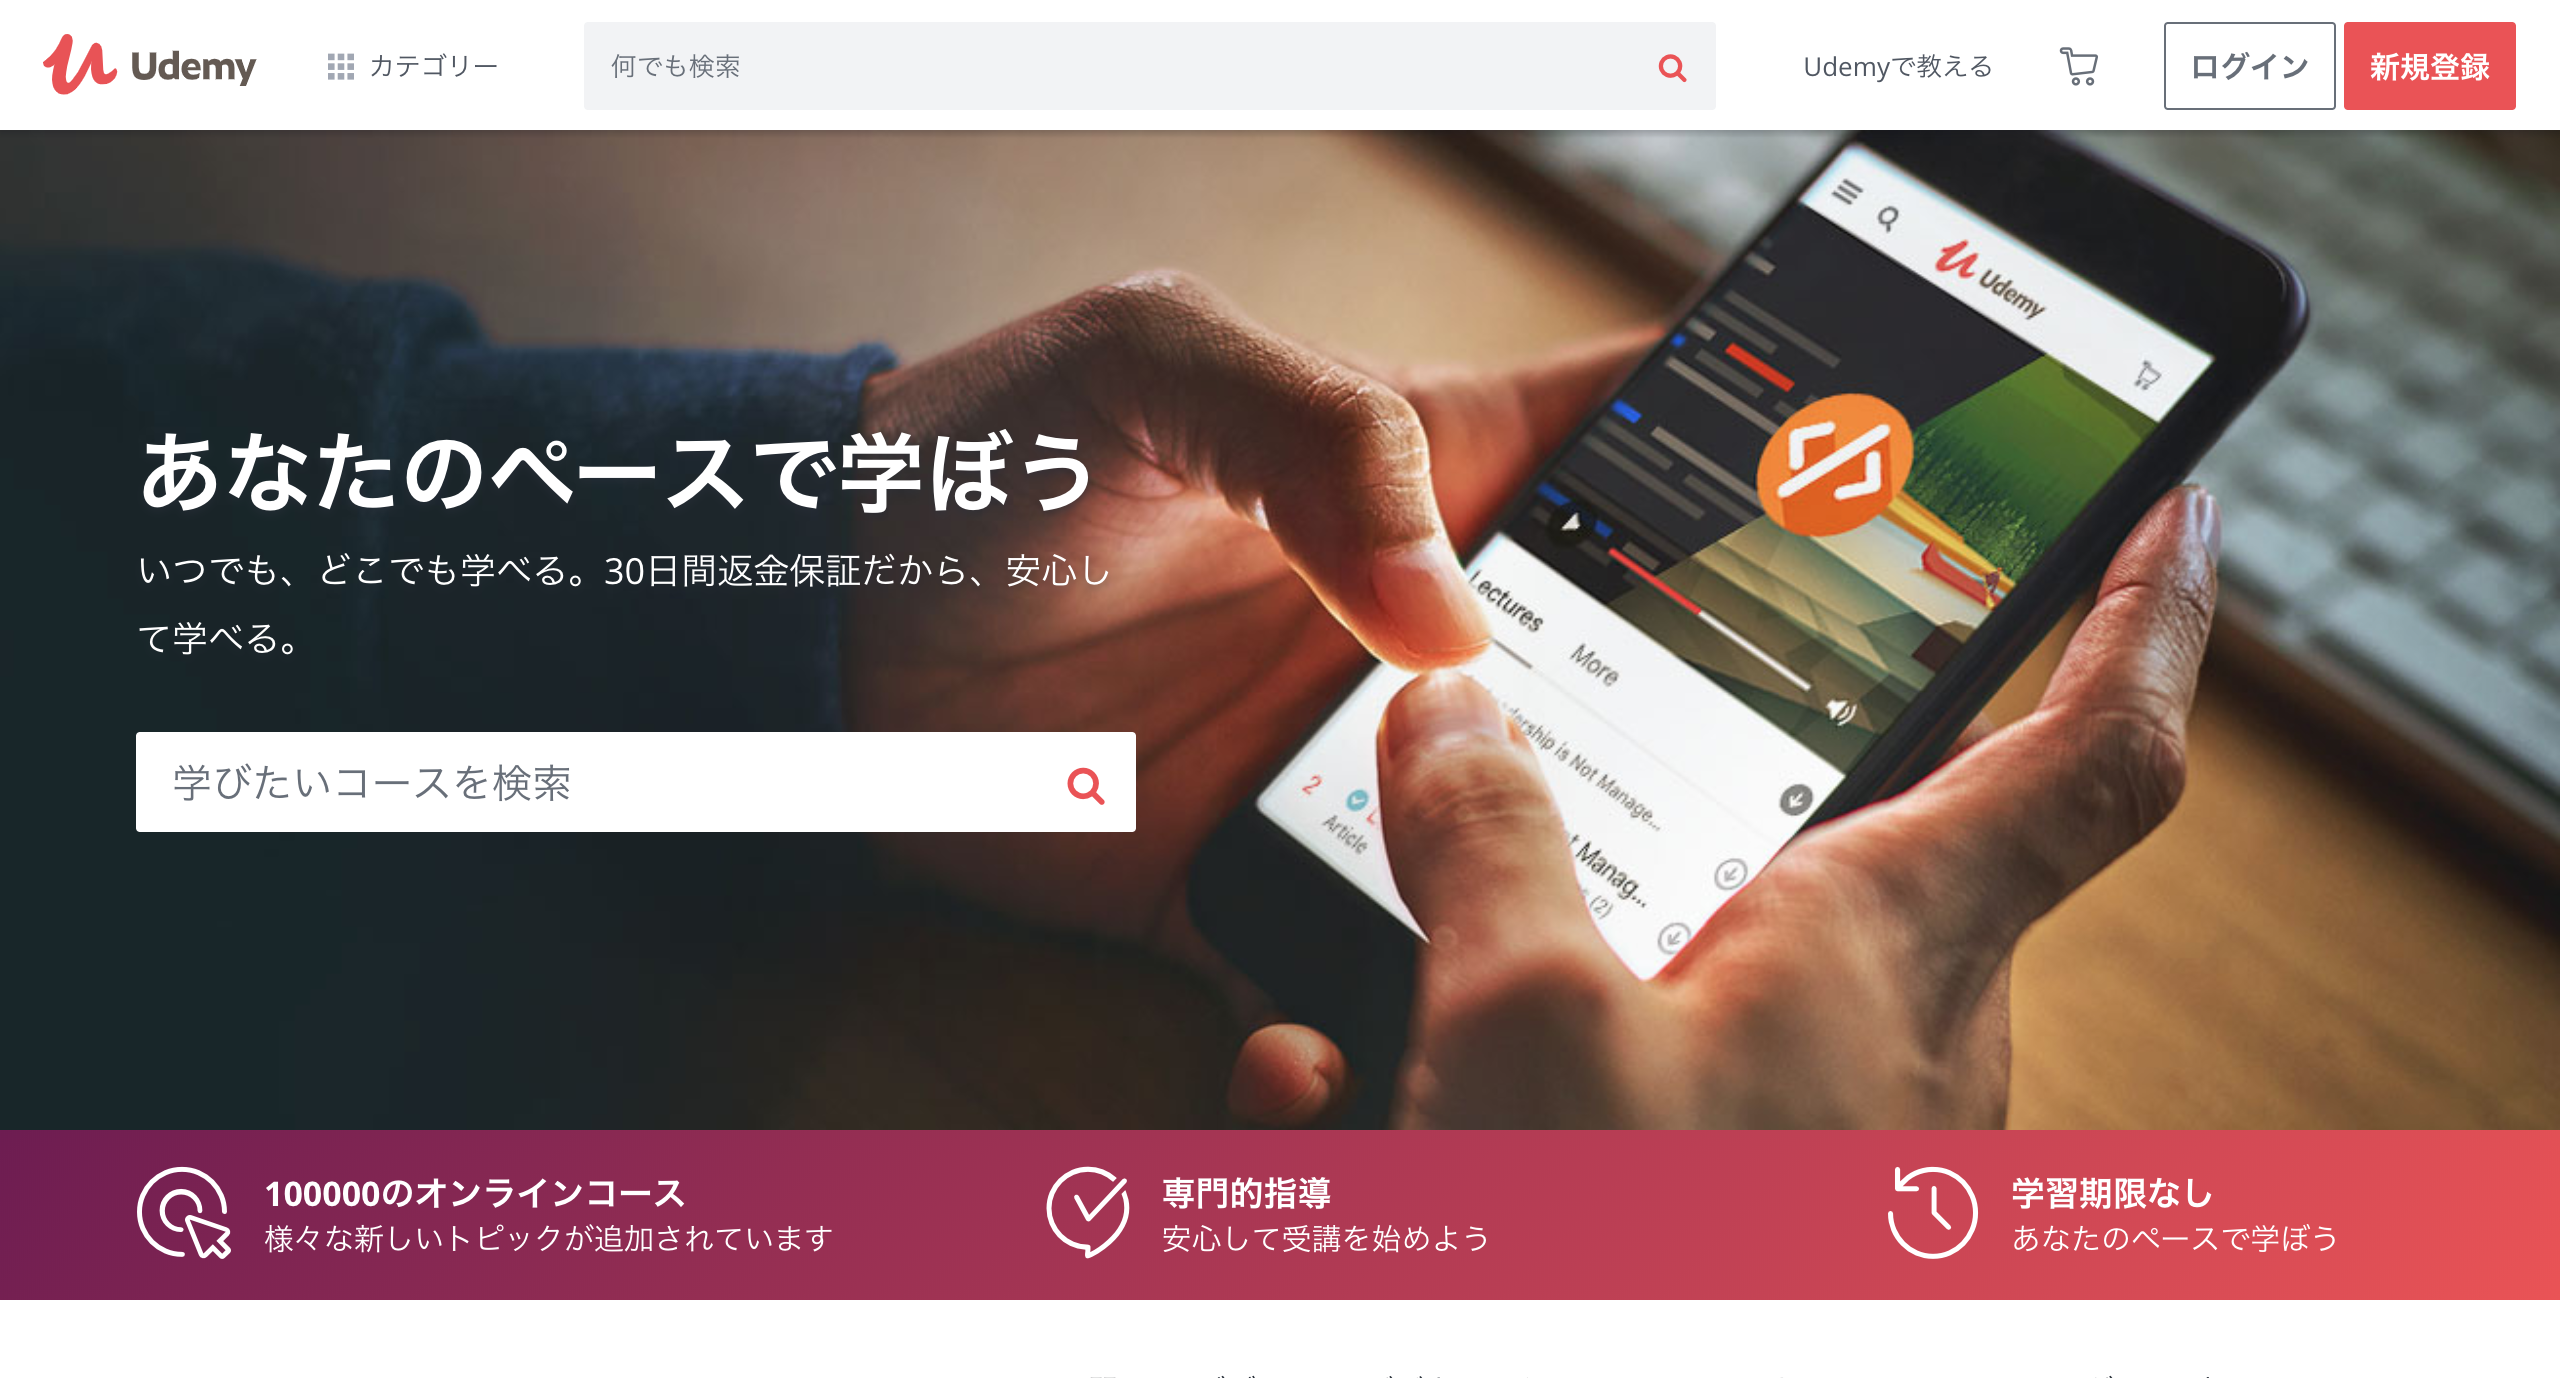 Udemy
カテゴリー
何でも検索
Udemyで教える
ログイン
新規登録
Udemy
あなたのペースで学ぼう
いつでも、どこでも学べる。30日間返金保証だから、安心し
て学べる。
学びたいコースを検索
Lectures
More
ership is Not Manage...
2
Article
t Manag...
(2)
100000のオンラインコース
様々な新しいトピックが追加されています
専門的指導
安心して受講を始めよう
学習期限なし
あなたのペースで学ぼう